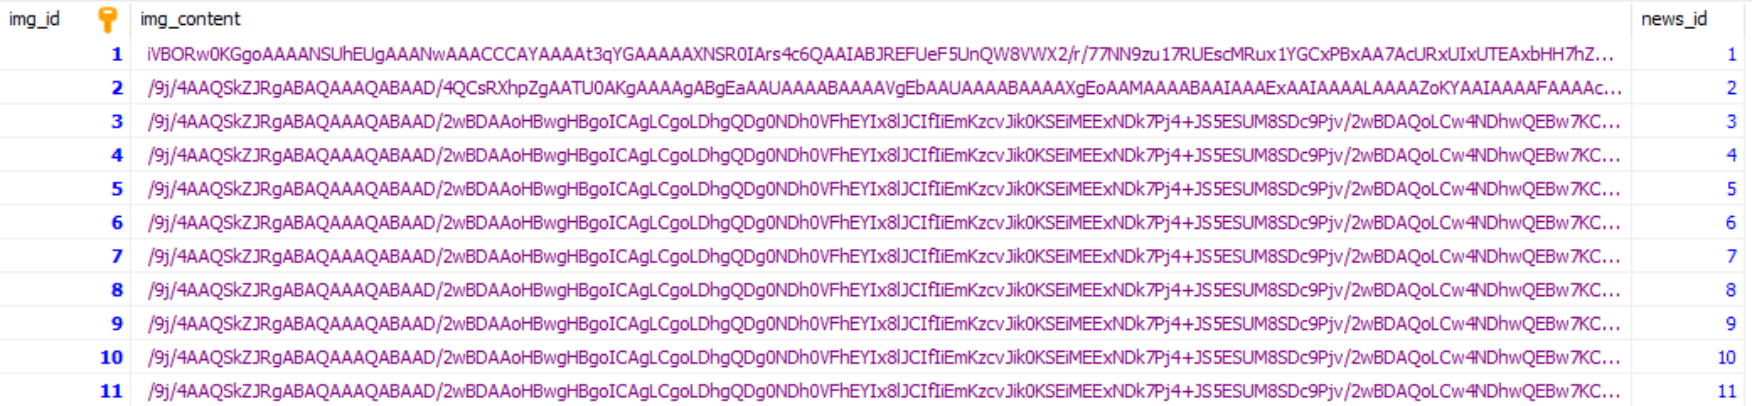 img_id img_content news_id
1 iVBORw0KGgoAAAANSUhEUgAAANwAAACCCAYAAAAt3qYGAAAAAXNSR0IArs4c6QAAIABJREFUeF5UnQW8VWX2/r/77NN9zu17RUEscMRux1YGCxPBxAA7AcURxUIxUTEAxbHH7hZ... 1
2 /9j/4AAQSkZJRgABAQAAAQABAAD/4QCsRXhpZgAATU0AKgAAAAgABgEaAAUAAAABAAAAVgEbAAUAAAABAAAAXgEoAAMAAAABAAIAAAExAAIAAAALAAAAZoKYAAIAAAAFAAAAc... 2
3 /9j/4AAQSkZJRgABAQAAAQABAAD/2wBDAAoHBwgHBgoICAgLCgoLDhgQDg0NDh0VFhEYIx8lJCIfIiEmKzcvJik0KSEiMEExNDk7Pj4+JS5ESUM8SDc9Pjv/2wBDAQoLCw4NDhwQEBw7KC... 3
4 /9j/4AAQSkZJRgABAQAAAQABAAD/2wBDAAoHBwgHBgoICAgLCgoLDhgQDg0NDh0VFhEYIx8lJCIfIiEmKzcvJik0KSEiMEExNDk7Pj4+JS5ESUM8SDc9Pjv/2wBDAQoLCw4NDhwQEBw7KC... 4
5 /9j/4AAQSkZJRgABAQAAAQABAAD/2wBDAAoHBwgHBgoICAgLCgoLDhgQDg0NDh0VFhEYIx8lJCIfIiEmKzcvJik0KSEiMEExNDk7Pj4+JS5ESUM8SDc9Pjv/2wBDAQoLCw4NDhwQEBw7KC... 5
6 /9j/4AAQSkZJRgABAQAAAQABAAD/2wBDAAoHBwgHBgoICAgLCgoLDhgQDg0NDh0VFhEYIx8lJCIfIiEmKzcvJik0KSEiMEExNDk7Pj4+JS5ESUM8SDc9Pjv/2wBDAQoLCw4NDhwQEBw7KC... 6
7 /9j/4AAQSkZJRgABAQAAAQABAAD/2wBDAAoHBwgHBgoICAgLCgoLDhgQDg0NDh0VFhEYIx8lJCIfIiEmKzcvJik0KSEiMEExNDk7Pj4+JS5ESUM8SDc9Pjv/2wBDAQoLCw4NDhwQEBw7KC... 7
8 /9j/4AAQSkZJRgABAQAAAQABAAD/2wBDAAoHBwgHBgoICAgLCgoLDhgQDg0NDh0VFhEYIx8lJCIfIiEmKzcvJik0KSEiMEExNDk7Pj4+JS5ESUM8SDc9Pjv/2wBDAQoLCw4NDhwQEBw7KC... 8
9 /9j/4AAQSkZJRgABAQAAAQABAAD/2wBDAAoHBwgHBgoICAgLCgoLDhgQDg0NDh0VFhEYIx8lJCIfIiEmKzcvJik0KSEiMEExNDk7Pj4+JS5ESUM8SDc9Pjv/2wBDAQoLCw4NDhwQEBw7KC... 9
10 /9j/4AAQSkZJRgABAQAAAQABAAD/2wBDAAoHBwgHBgoICAgLCgoLDhgQDg0NDh0VFhEYIx8lJCIfIiEmKzcvJik0KSEiMEExNDk7Pj4+JS5ESUM8SDc9Pjv/2wBDAQoLCw4NDhwQEBw7KC... 10
11 /9j/4AAQSkZJRgABAQAAAQABAAD/2wBDAAoHBwgHBgoICAgLCgoLDhgQDg0NDh0VFhEYIx8lJCIfIiEmKzcvJik0KSEiMEExNDk7Pj4+JS5ESUM8SDc9Pjv/2wBDAQoLCw4NDhwQEBw7KC... 11